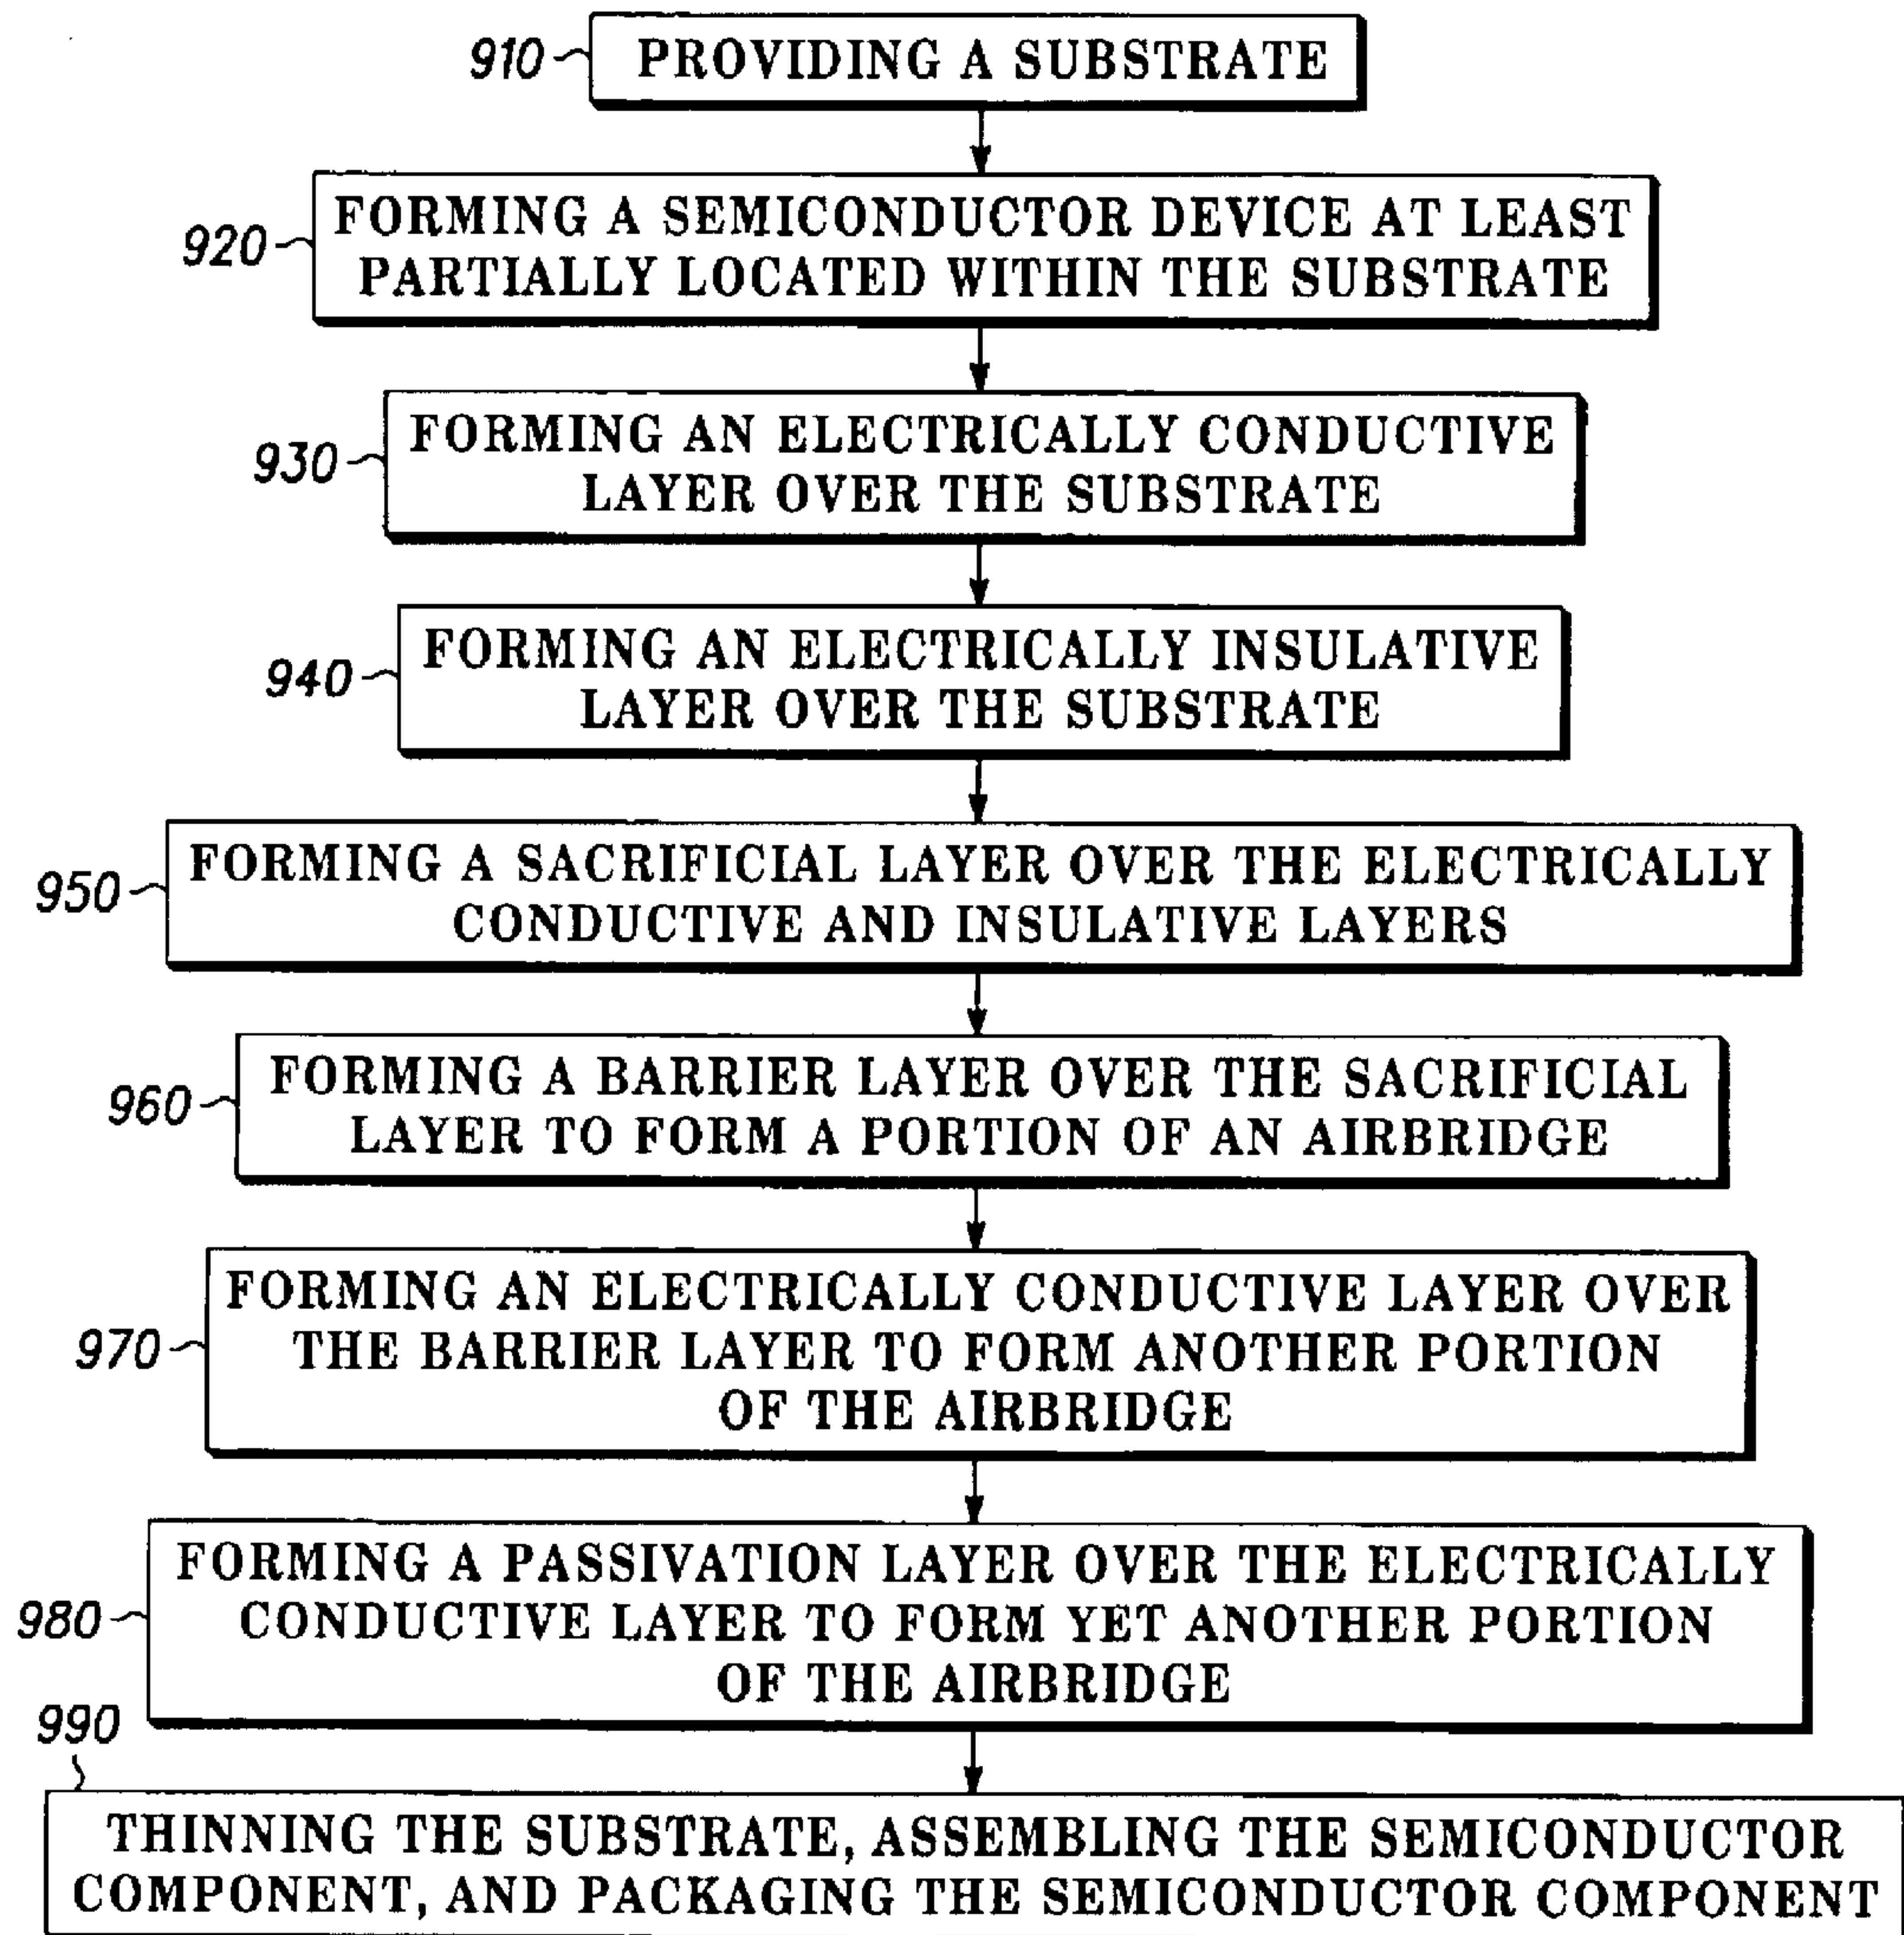 910 PROVIDING A SUBSTRATE
920 FORMING A SEMICONDUCTOR DEVICE AT LEAST
PARTIALLY LOCATED WITHIN THE SUBSTRATE
930 FORMING AN ELECTRICALLY CONDUCTIVE
LAYER OVER THE SUBSTRATE
940 FORMING AN ELECTRICALLY INSULATIVE
LAYER OVER THE SUBSTRATE
950 FORMING A SACRIFICIAL LAYER OVER THE ELECTRICALLY
CONDUCTIVE AND INSULATIVE LAYERS
960 FORMING A BARRIER LAYER OVER THE SACRIFICIAL
LAYER TO FORM A PORTION OF AN AIRBRIDGE
970 FORMING AN ELECTRICALLY CONDUCTIVE LAYER OVER
THE BARRIER LAYER TO FORM ANOTHER PORTION
OF THE AIRBRIDGE
980 FORMING A PASSIVATION LAYER OVER THE ELECTRICALLY
CONDUCTIVE LAYER TO FORM YET ANOTHER PORTION
OF THE AIRBRIDGE
990
THINNING THE SUBSTRATE, ASSEMBLING THE SEMICONDUCTOR
COMPONENT, AND PACKAGING THE SEMICONDUCTOR COMPONENT